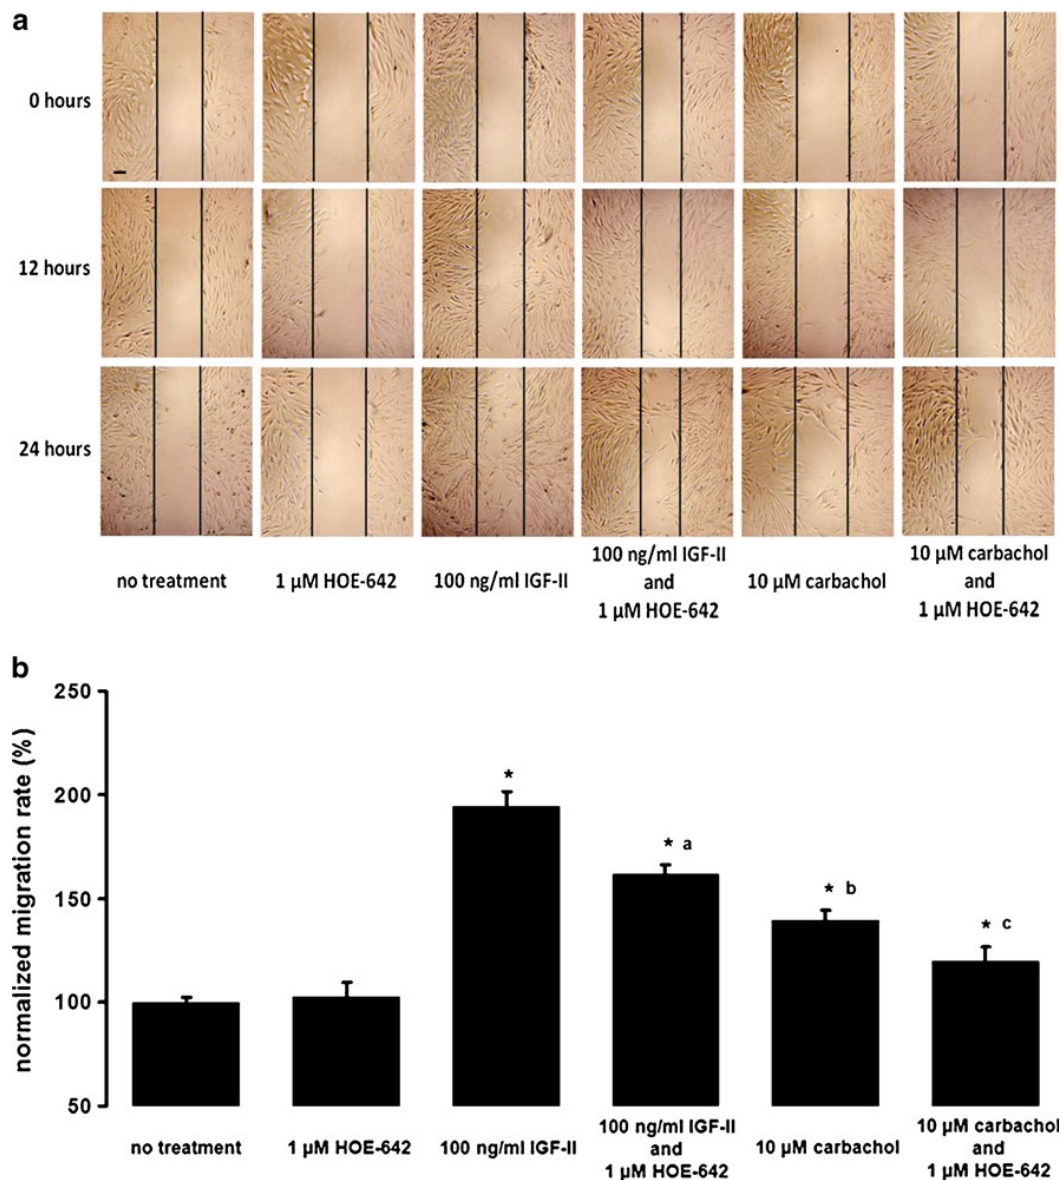 a
0 hours
12 hours
24 hours
no treatment
1 µM HOE-642
100 ng/ml IGF-II
100 ng/ml IGF-II
and
1 µM HOE-642
10 µM carbachol
10 µM carbachol
and
1 µM HOE-642
b
normalized migration rate (%)
250
200
150
100
50
*
* a
* b
* c
no treatment
1 µM HOE-642
100 ng/ml IGF-II
100 ng/ml IGF-II
and
1 µM HOE-642
10 µM carbachol
10 µM carbachol
and
1 µM HOE-642